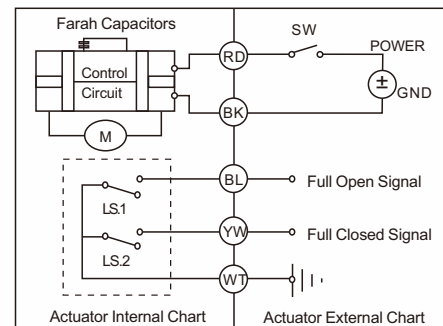 Farah Capacitors
SW
RD
POWER
Control
Circuit
±
GND
BK
M
BL
Full Open Signal
LS.1
YW
Full Closed Signal
LS.2
WT
Actuator Internal Chart
Actuator External Chart